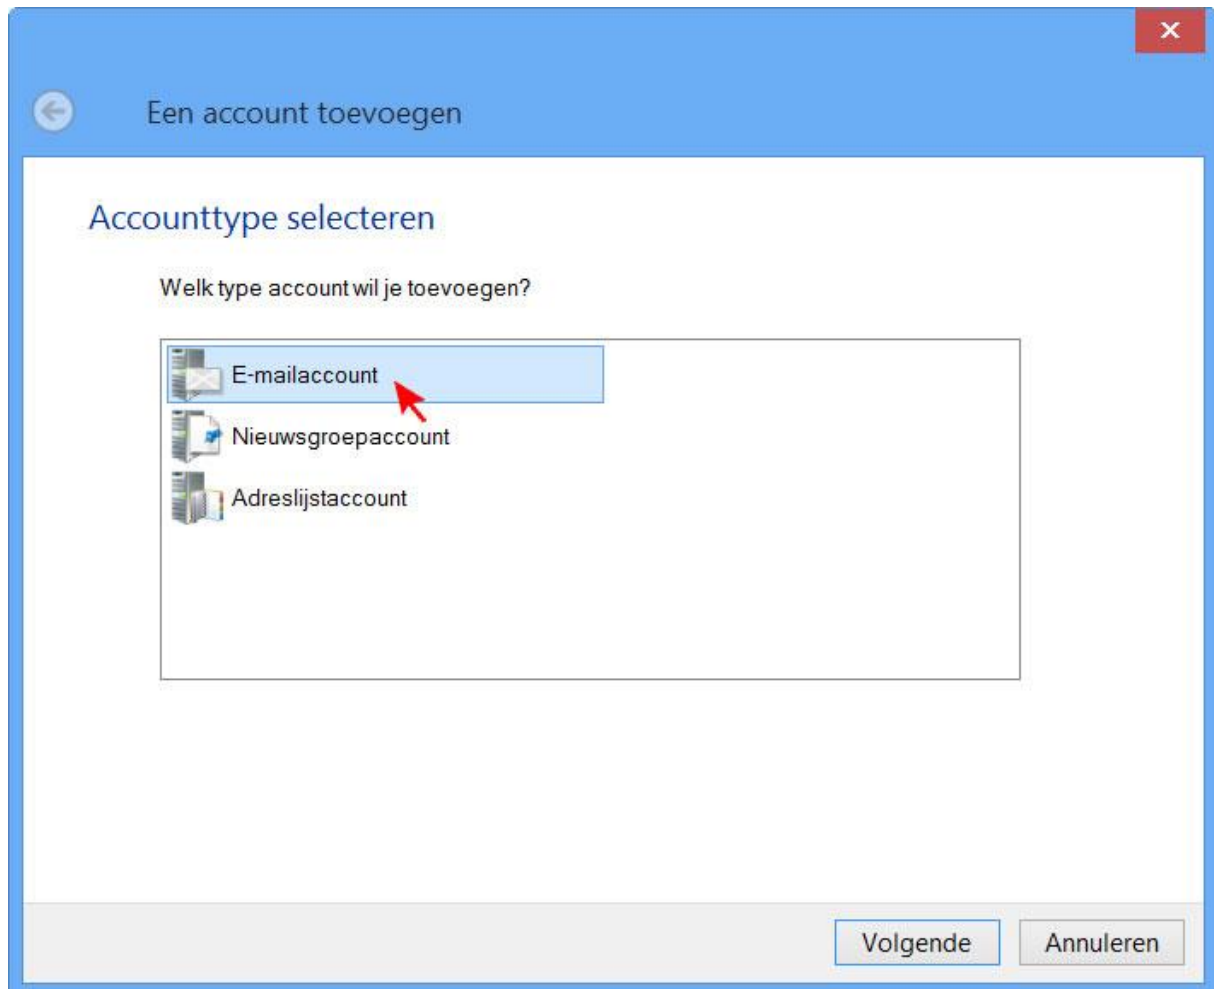 Een account toevoegen
Accounttype selecteren
Welk type account wil je toevoegen?
E-mailaccount
Nieuwsgroepaccount
Adreslijstaccount
Volgende Annuleren